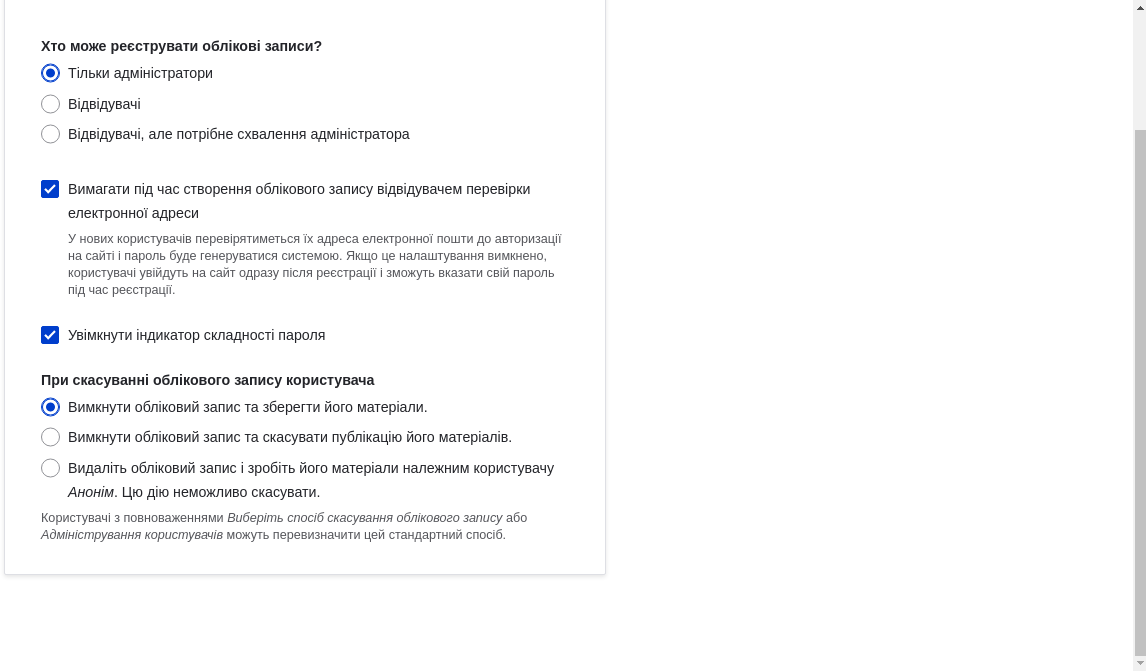 Хто може реєструвати облікові записи?
Тільки адміністратори
Відвідувачі
Відвідувачі, але потрібне схвалення адміністратора
Вимагати під час створення облікового запису відвідувачем перевірки
електронної адреси
У нових користувачів перевірятиметься їх адреса електронної пошти до авторизації
на сайті і пароль буде генеруватися системою. Якщо це налаштування вимкнено,
користувачі увійдуть на сайт одразу після реєстрації і зможуть вказати свій пароль
під час реєстрації.
Увімкнути індикатор складності пароля
При скасуванні облікового запису користувача
Вимкнути обліковий запис та зберегти його матеріали.
Вимкнути обліковий запис та скасувати публікацію його матеріалів.
Видаліть обліковий запис і зробіть його матеріали належним користувачу
Анонім. Цю дію неможливо скасувати.
Користувачі з повноваженнями Виберіть спосіб скасування облікового запису або
Адміністрування користувачів можуть перевизначити цей стандартний спосіб.